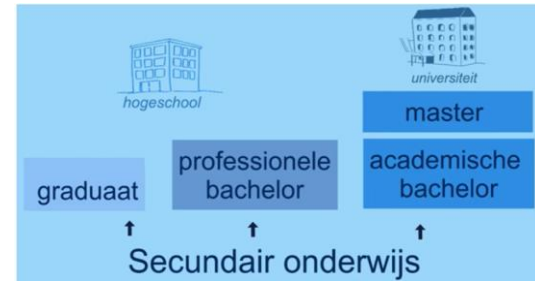 hogeschool
universiteit
master
graduaat
professionele
bachelor
academische
bachelor
Secundair onderwijs